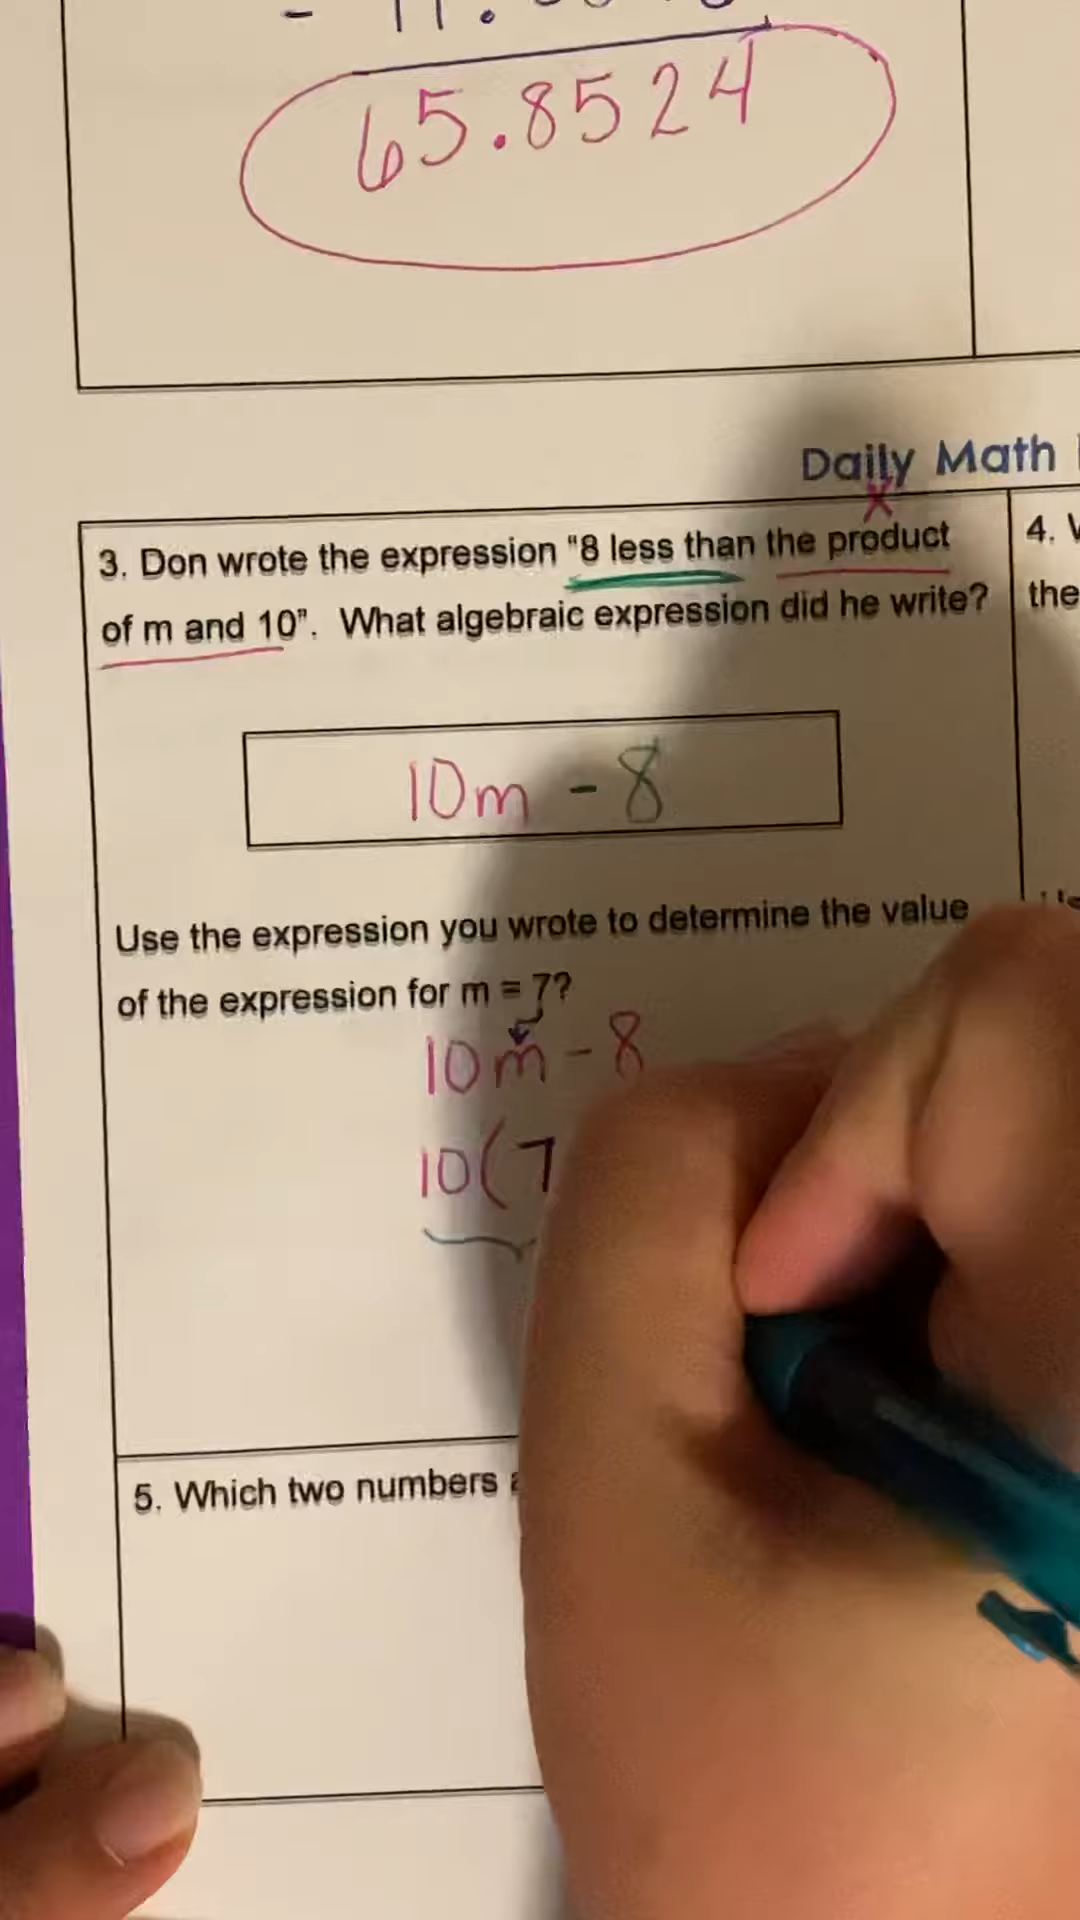 65.8524
Daily Math
x
3. Don wrote the expression "8 less than the product
of m and 10". What algebraic expression did he write?
10m - 8
Use the expression you wrote to determine the value
of the expression for m = 7?
10m - 8
10(7
5. Which two numbers
4.
the